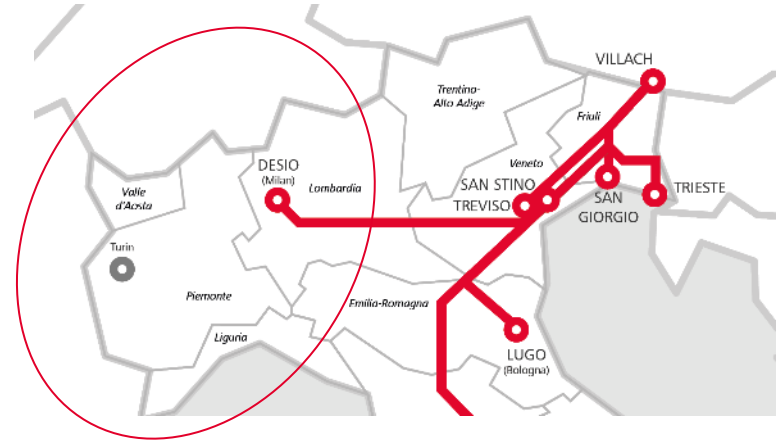 VILLACH
Trentina-
Alto Adige
Friuli
DESIO
(Milan)
Lombardia
Veneto
Valle
d'Aosta
SAN STINO
TREVISO
SAN
GIORGIO
TRIESTE
Turin
Piemonte
Emilia-Romagna
Liguria
LUGO
(Bologna)